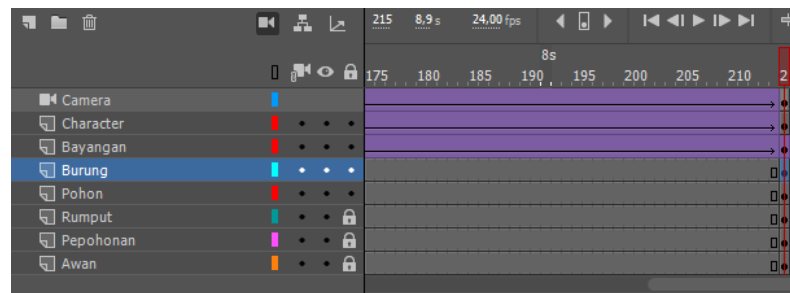 215 8,9 s 24,00 fps
8s
175 180 185 190 195 200 205 210 2
Camera
Character
Bayangan
Burung
Pohon
Rumput
Pepohonan
Awan